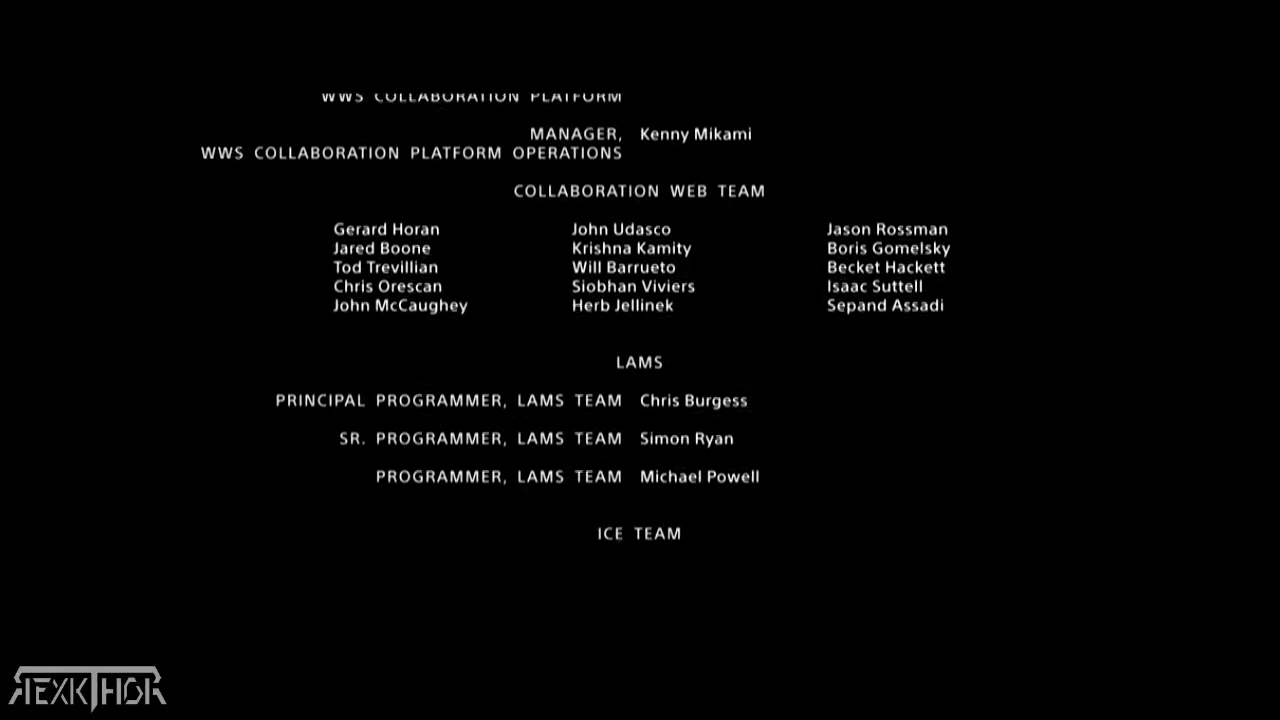 WWS COLLABORATION PLATFORM
MANAGER, Kenny Mikami
WWS COLLABORATION PLATFORM OPERATIONS
COLLABORATION WEB TEAM
Gerard Horan John Udasco Jason Rossman
Jared Boone Krishna Kamity Boris Gomelsky
Tod Trevillian Will Barrueto Becket Hackett
Chris Orescan Siobhan Viviers Isaac Suttell
John McCaughey Herb Jellinek Sepand Assadi
LAMS
PRINCIPAL PROGRAMMER, LAMS TEAM Chris Burgess
SR. PROGRAMMER, LAMS TEAM Simon Ryan
PROGRAMMER, LAMS TEAM Michael Powell
ICE TEAM